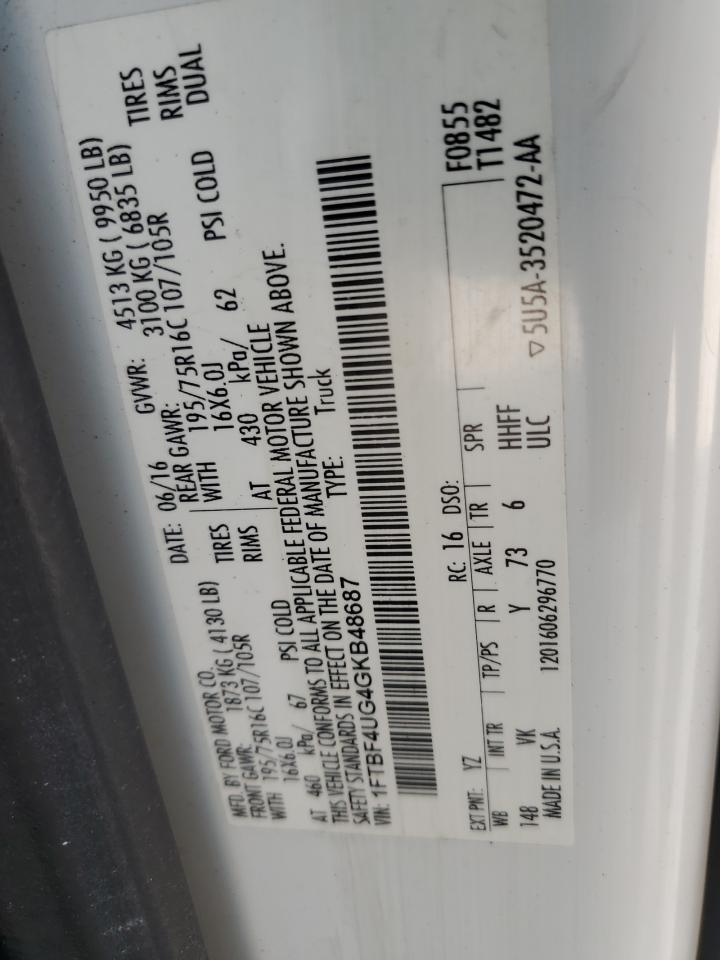 MFD. BY FORD MOTOR CO.
DATE: 06/16 GVWR: 4513 KG ( 9950 LB)
FRONT GAWR: 1873 KG ( 4130 LB) REAR GAWR: 3100 KG ( 6835 LB)
WITH 195/75R16C 107/105R TIRES WITH 195/75R16C 107/105R TIRES
16X6.0J RIMS 16X6.0J RIMS
AT 460 kPa/ 67 PSI COLD AT 430 kPa/ 62 PSI COLD DUAL
THIS VEHICLE CONFORMS TO ALL APPLICABLE FEDERAL MOTOR VEHICLE
SAFETY STANDARDS IN EFFECT ON THE DATE OF MANUFACTURE SHOWN ABOVE.
VIN: 1FTBF4UG4GKB48687 TYPE: Truck
F0855
T1482
EXT PNT: YZ RC: 16 DSO:
WB INT TR TP/PS R AXLE TR SPR
148 VK Y 73 6 HHFF
ULC
MADE IN U.S.A. 1201606296770
▽5U5A-3520472-AA